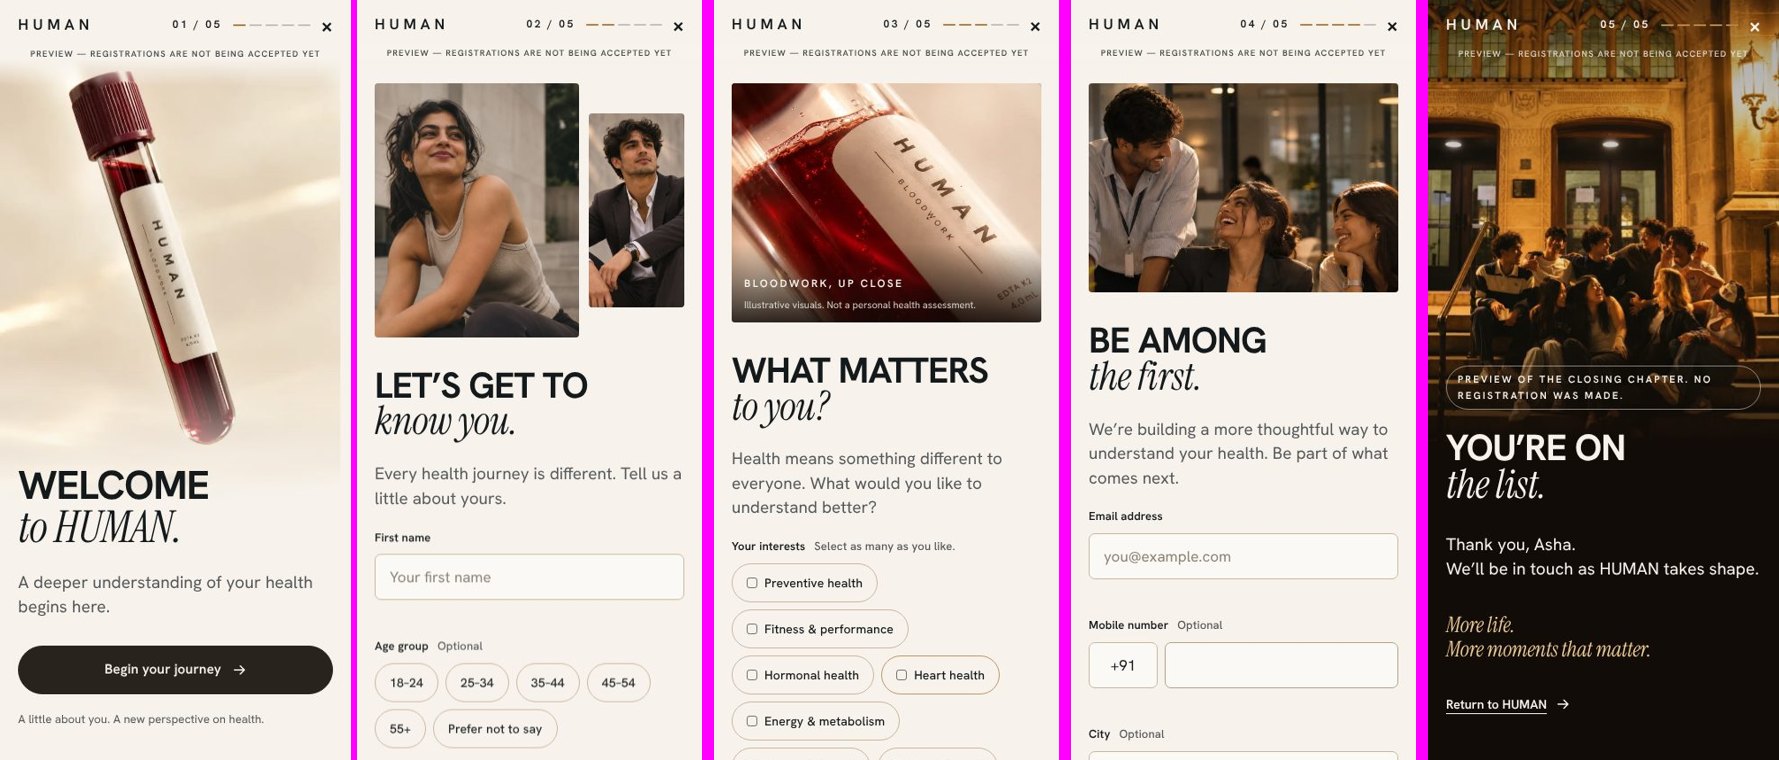 HUMAN
01 / 05
×
PREVIEW — REGISTRATIONS ARE NOT BEING ACCEPTED YET
HUMAN
BLOODWORK
EDTA K2
WELCOME
to HUMAN.
A deeper understanding of your health
begins here.
Begin your journey →
A little about you. A new perspective on health.
HUMAN
02 / 05
×
PREVIEW — REGISTRATIONS ARE NOT BEING ACCEPTED YET
LET’S GET TO
know you.
Every health journey is different. Tell us a
little about yours.
First name
Your first name
Age group Optional
18–24
25–34
35–44
45–54
55+
Prefer not to say
HUMAN
03 / 05
×
PREVIEW — REGISTRATIONS ARE NOT BEING ACCEPTED YET
HUMAN
BLOODWORK
EDTA K2
4.0 mL
BLOODWORK, UP CLOSE
Illustrative visuals. Not a personal health assessment.
WHAT MATTERS
to you?
Health means something different to
everyone. What would you like to
understand better?
Your interests Select as many as you like.
Preventive health
Fitness & performance
Hormonal health
Heart health
Energy & metabolism
HUMAN
04 / 05
×
PREVIEW — REGISTRATIONS ARE NOT BEING ACCEPTED YET
BE AMONG
the first.
We’re building a more thoughtful way to
understand your health. Be part of what
comes next.
Email address
you@example.com
Mobile number Optional
+91
City Optional
HUMAN
05 / 05
×
PREVIEW — REGISTRATIONS ARE NOT BEING ACCEPTED YET
PREVIEW OF THE CLOSING CHAPTER. NO
REGISTRATION WAS MADE.
YOU’RE ON
the list.
Thank you, Asha.
We’ll be in touch as HUMAN takes shape.
More life.
More moments that matter.
Return to HUMAN →